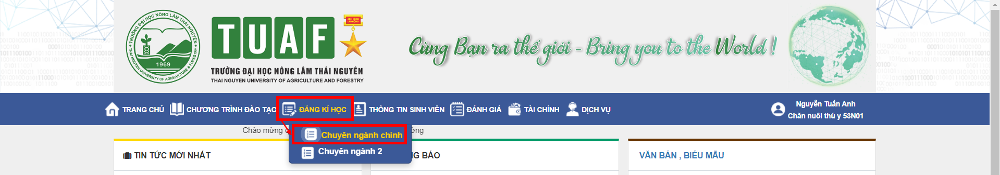 TRƯỜNG ĐẠI HỌC NÔNG LÂM THÁI NGUYÊN
1969
THAI NGUYEN UNIVERSITY OF AGRICULTURE & FORESTRY
TUAF
ANH HÙNG
LAO ĐỘNG
TRƯỜNG ĐẠI HỌC NÔNG LÂM THÁI NGUYÊN
THAI NGUYEN UNIVERSITY OF AGRICULTURE AND FORESTRY
Cùng Bạn ra thế giới - Bring you to the World !
TRANG CHỦ CHƯƠNG TRÌNH ĐÀO TẠO ĐĂNG KÍ HỌC THÔNG TIN SINH VIÊN ĐÁNH GIÁ TÀI CHÍNH DỊCH VỤ
Nguyễn Tuấn Anh
Chăn nuôi thú y 53N01
Chào mừng
Chuyên ngành chính
Chuyên ngành 2
TIN TỨC MỚI NHẤT
BÁO
VĂN BẢN , BIỂU MẪU